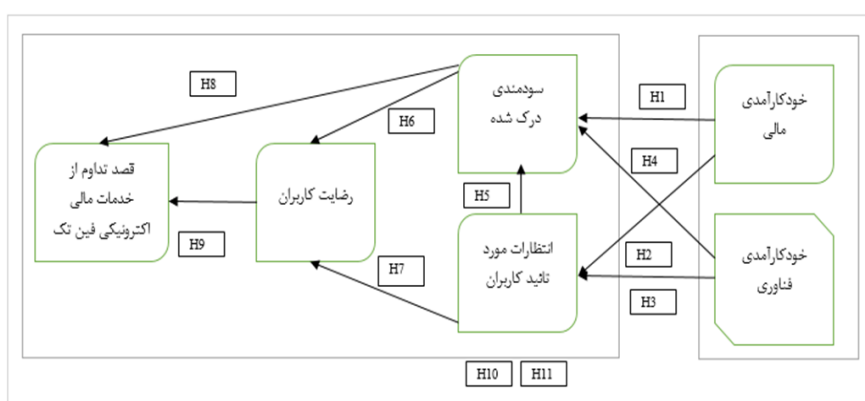 خودکارآمدی
مالی
خودکارآمدی
فناوری
H1
H4
H2
H3
سودمندی
درک شده
H5
انتظارات مورد
تائید کاربران
H6
H7
رضایت کاربران
H8
H9
قصد تداوم از
خدمات مالی
اکترونیکی فین تک
H10
H11